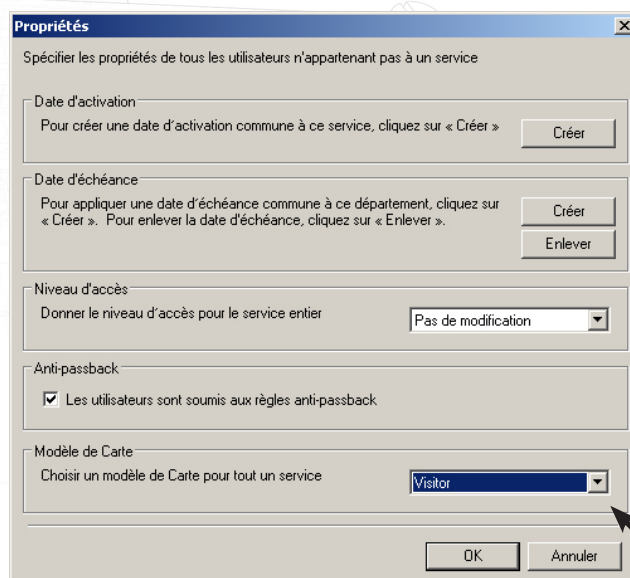 Propriétés
Spécifier les propriétés de tous les utilisateurs n'appartenant pas à un service
Date d'activation
Pour créer une date d'activation commune à ce service, cliquez sur « Créer »
Créer
Date d'échéance
Pour appliquer une date d'échéance commune à ce département, cliquez sur
« Créer ». Pour enlever la date d'échéance, cliquez sur « Enlever ».
Créer
Enlever
Niveau d'accès
Donner le niveau d'accès pour le service entier
Pas de modification
Anti-passback
Les utilisateurs sont soumis aux règles anti-passback
Modèle de Carte
Choisir un modèle de Carte pour tout un service
Visitor
OK
Annuler